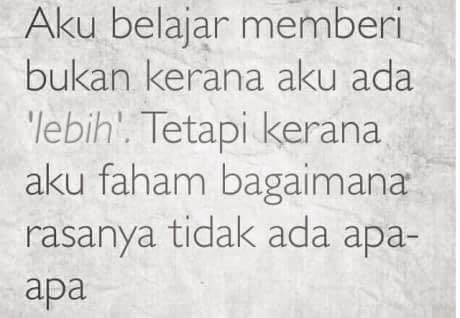 Aku belajar memberi
bukan kerana aku ada
'lebih'. Tetapi kerana
aku faham bagaimana
rasanya tidak ada apa-
apa